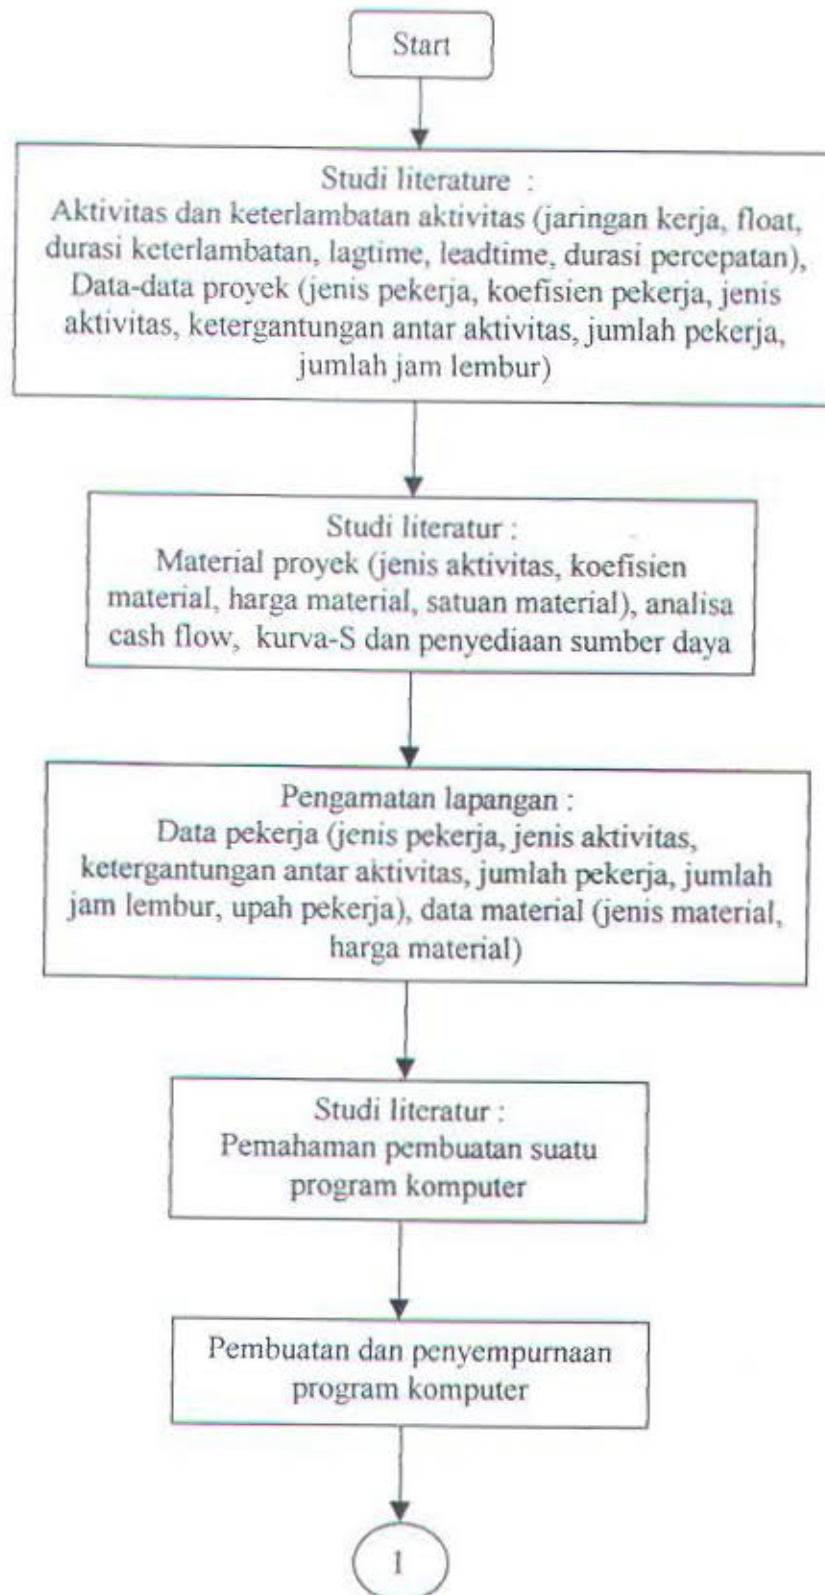 Start
Studi literature :
Aktivitas dan keterlambatan aktivitas (jaringan kerja, float,
durasi keterlambatan, lagtime, leadtime, durasi percepatan),
Data-data proyek (jenis pekerja, koefisien pekerja, jenis
aktivitas, ketergantungan antar aktivitas, jumlah pekerja,
jumlah jam lembur)
Studi literatur :
Material proyek (jenis aktivitas, koefisien
material, harga material, satuan material), analisa
cash flow, kurva-S dan penyediaan sumber daya
Pengamatan lapangan :
Data pekerja (jenis pekerja, jenis aktivitas,
ketergantungan antar aktivitas, jumlah pekerja, jumlah
jam lembur, upah pekerja), data material (jenis material,
harga material)
Studi literatur :
Pemahaman pembuatan suatu
program komputer
Pembuatan dan penyempurnaan
program komputer
1